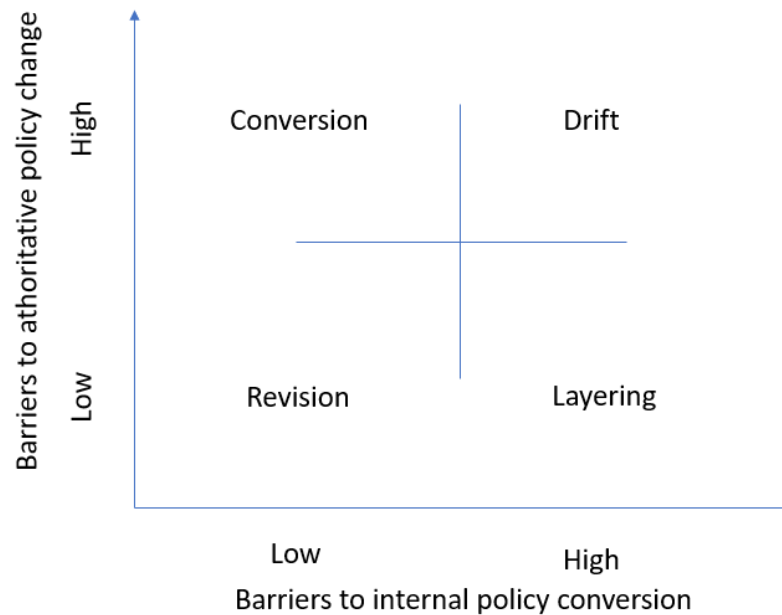 Barriers to athoritative policy change
High
Low
Conversion
Drift
Revision
Layering
Low
High
Barriers to internal policy conversion